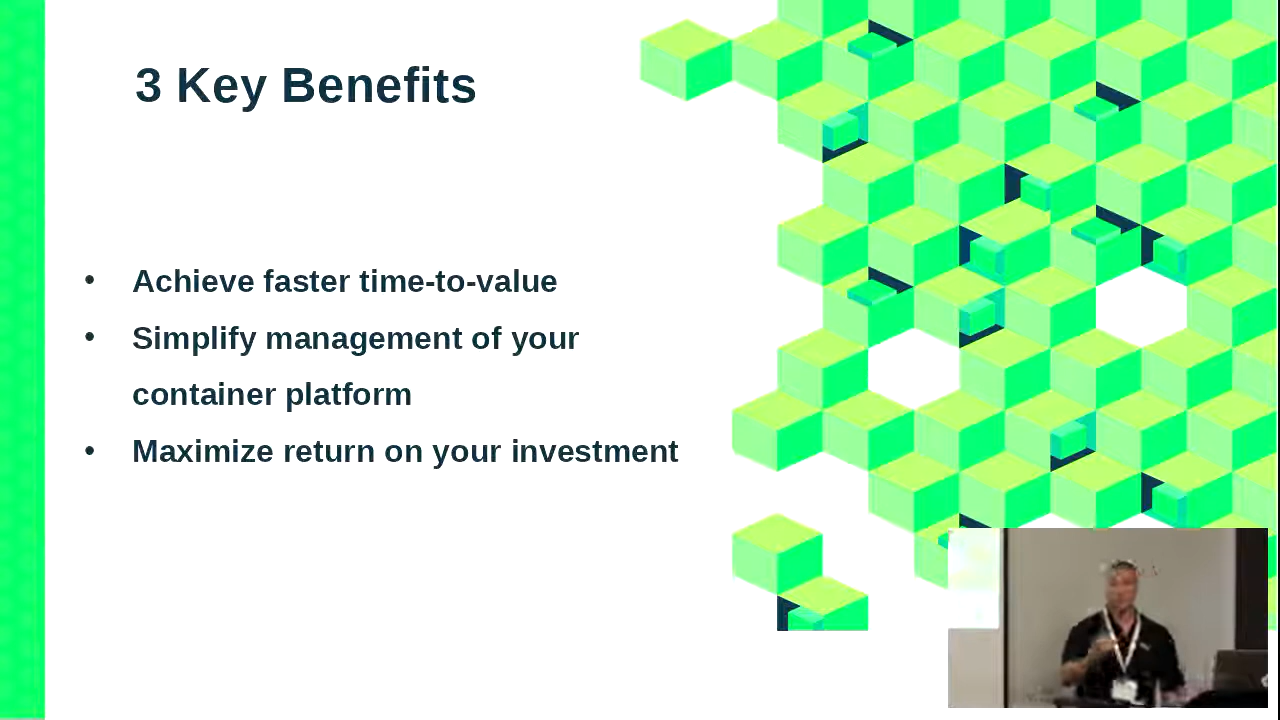 3 Key Benefits
• Achieve faster time-to-value
• Simplify management of your
container platform
• Maximize return on your investment